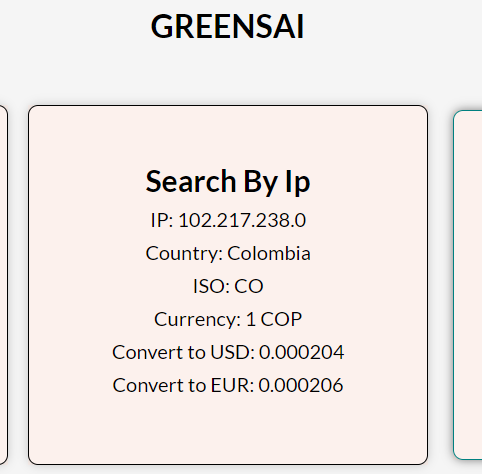 GREENSAI
Search By Ip
IP: 102.217.238.0
Country: Colombia
ISO: CO
Currency: 1 COP
Convert to USD: 0.000204
Convert to EUR: 0.000206